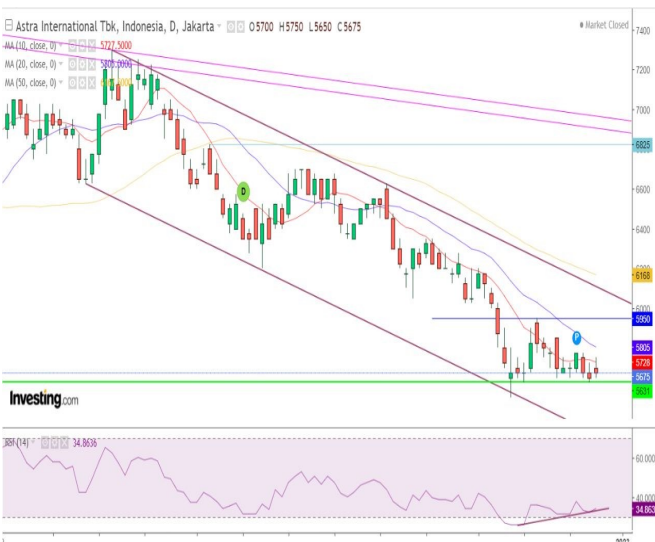 Astra International Tbk, Indonesia, D, Jakarta O5700 H5750 L5650 C5675
Market Closed
MA (10, close, 0) 5727.5000
MA (20, close, 0) 5805.0000
MA (50, close, 0)
7400
7200
7000
6825
6600
6400
6168
5950
5805
5728
5675
5631
D
P
Investing.com
(14) 34.8636
60.000
40.000
34.863